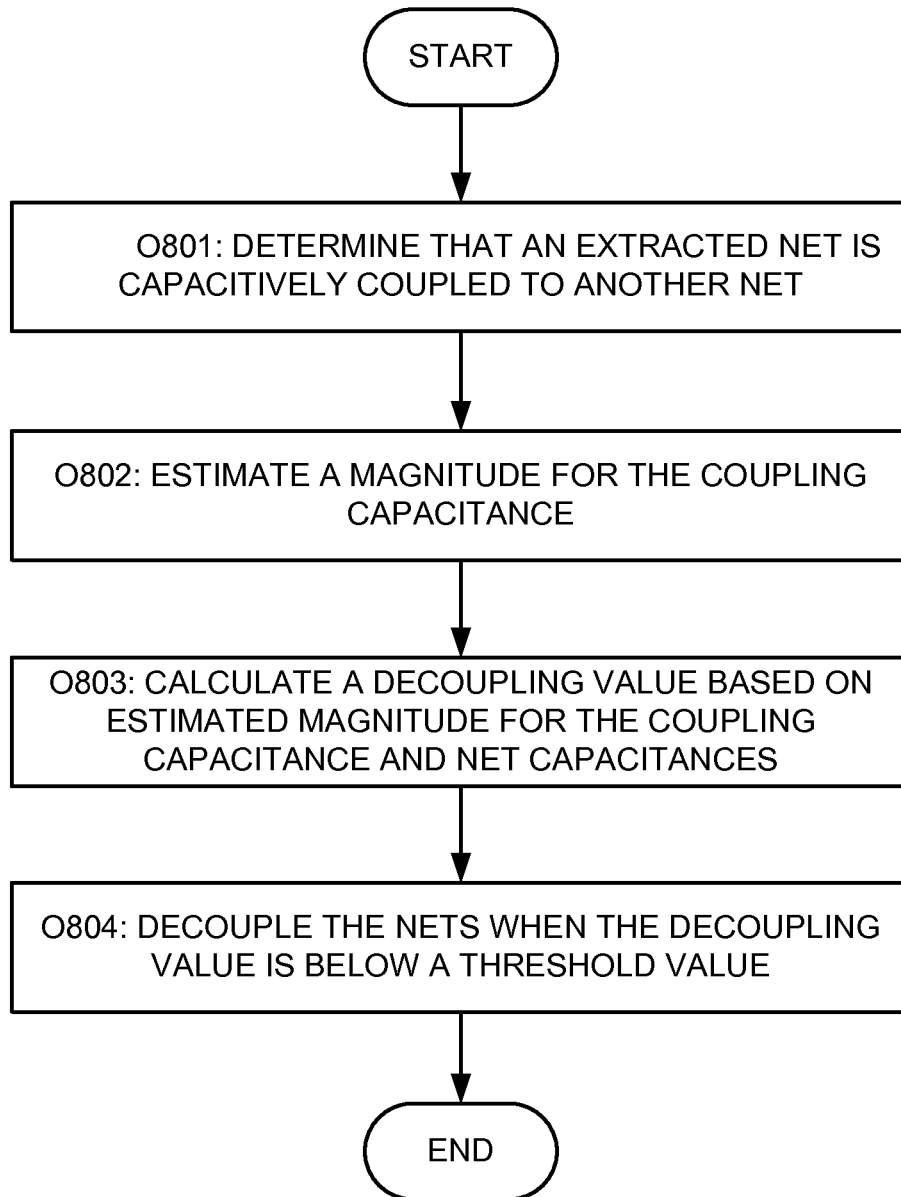 START
O801: DETERMINE THAT AN EXTRACTED NET IS
CAPACITIVELY COUPLED TO ANOTHER NET
O802: ESTIMATE A MAGNITUDE FOR THE COUPLING
CAPACITANCE
O803: CALCULATE A DECOUPLING VALUE BASED ON
ESTIMATED MAGNITUDE FOR THE COUPLING
CAPACITANCE AND NET CAPACITANCES
O804: DECOUPLE THE NETS WHEN THE DECOUPLING
VALUE IS BELOW A THRESHOLD VALUE
END